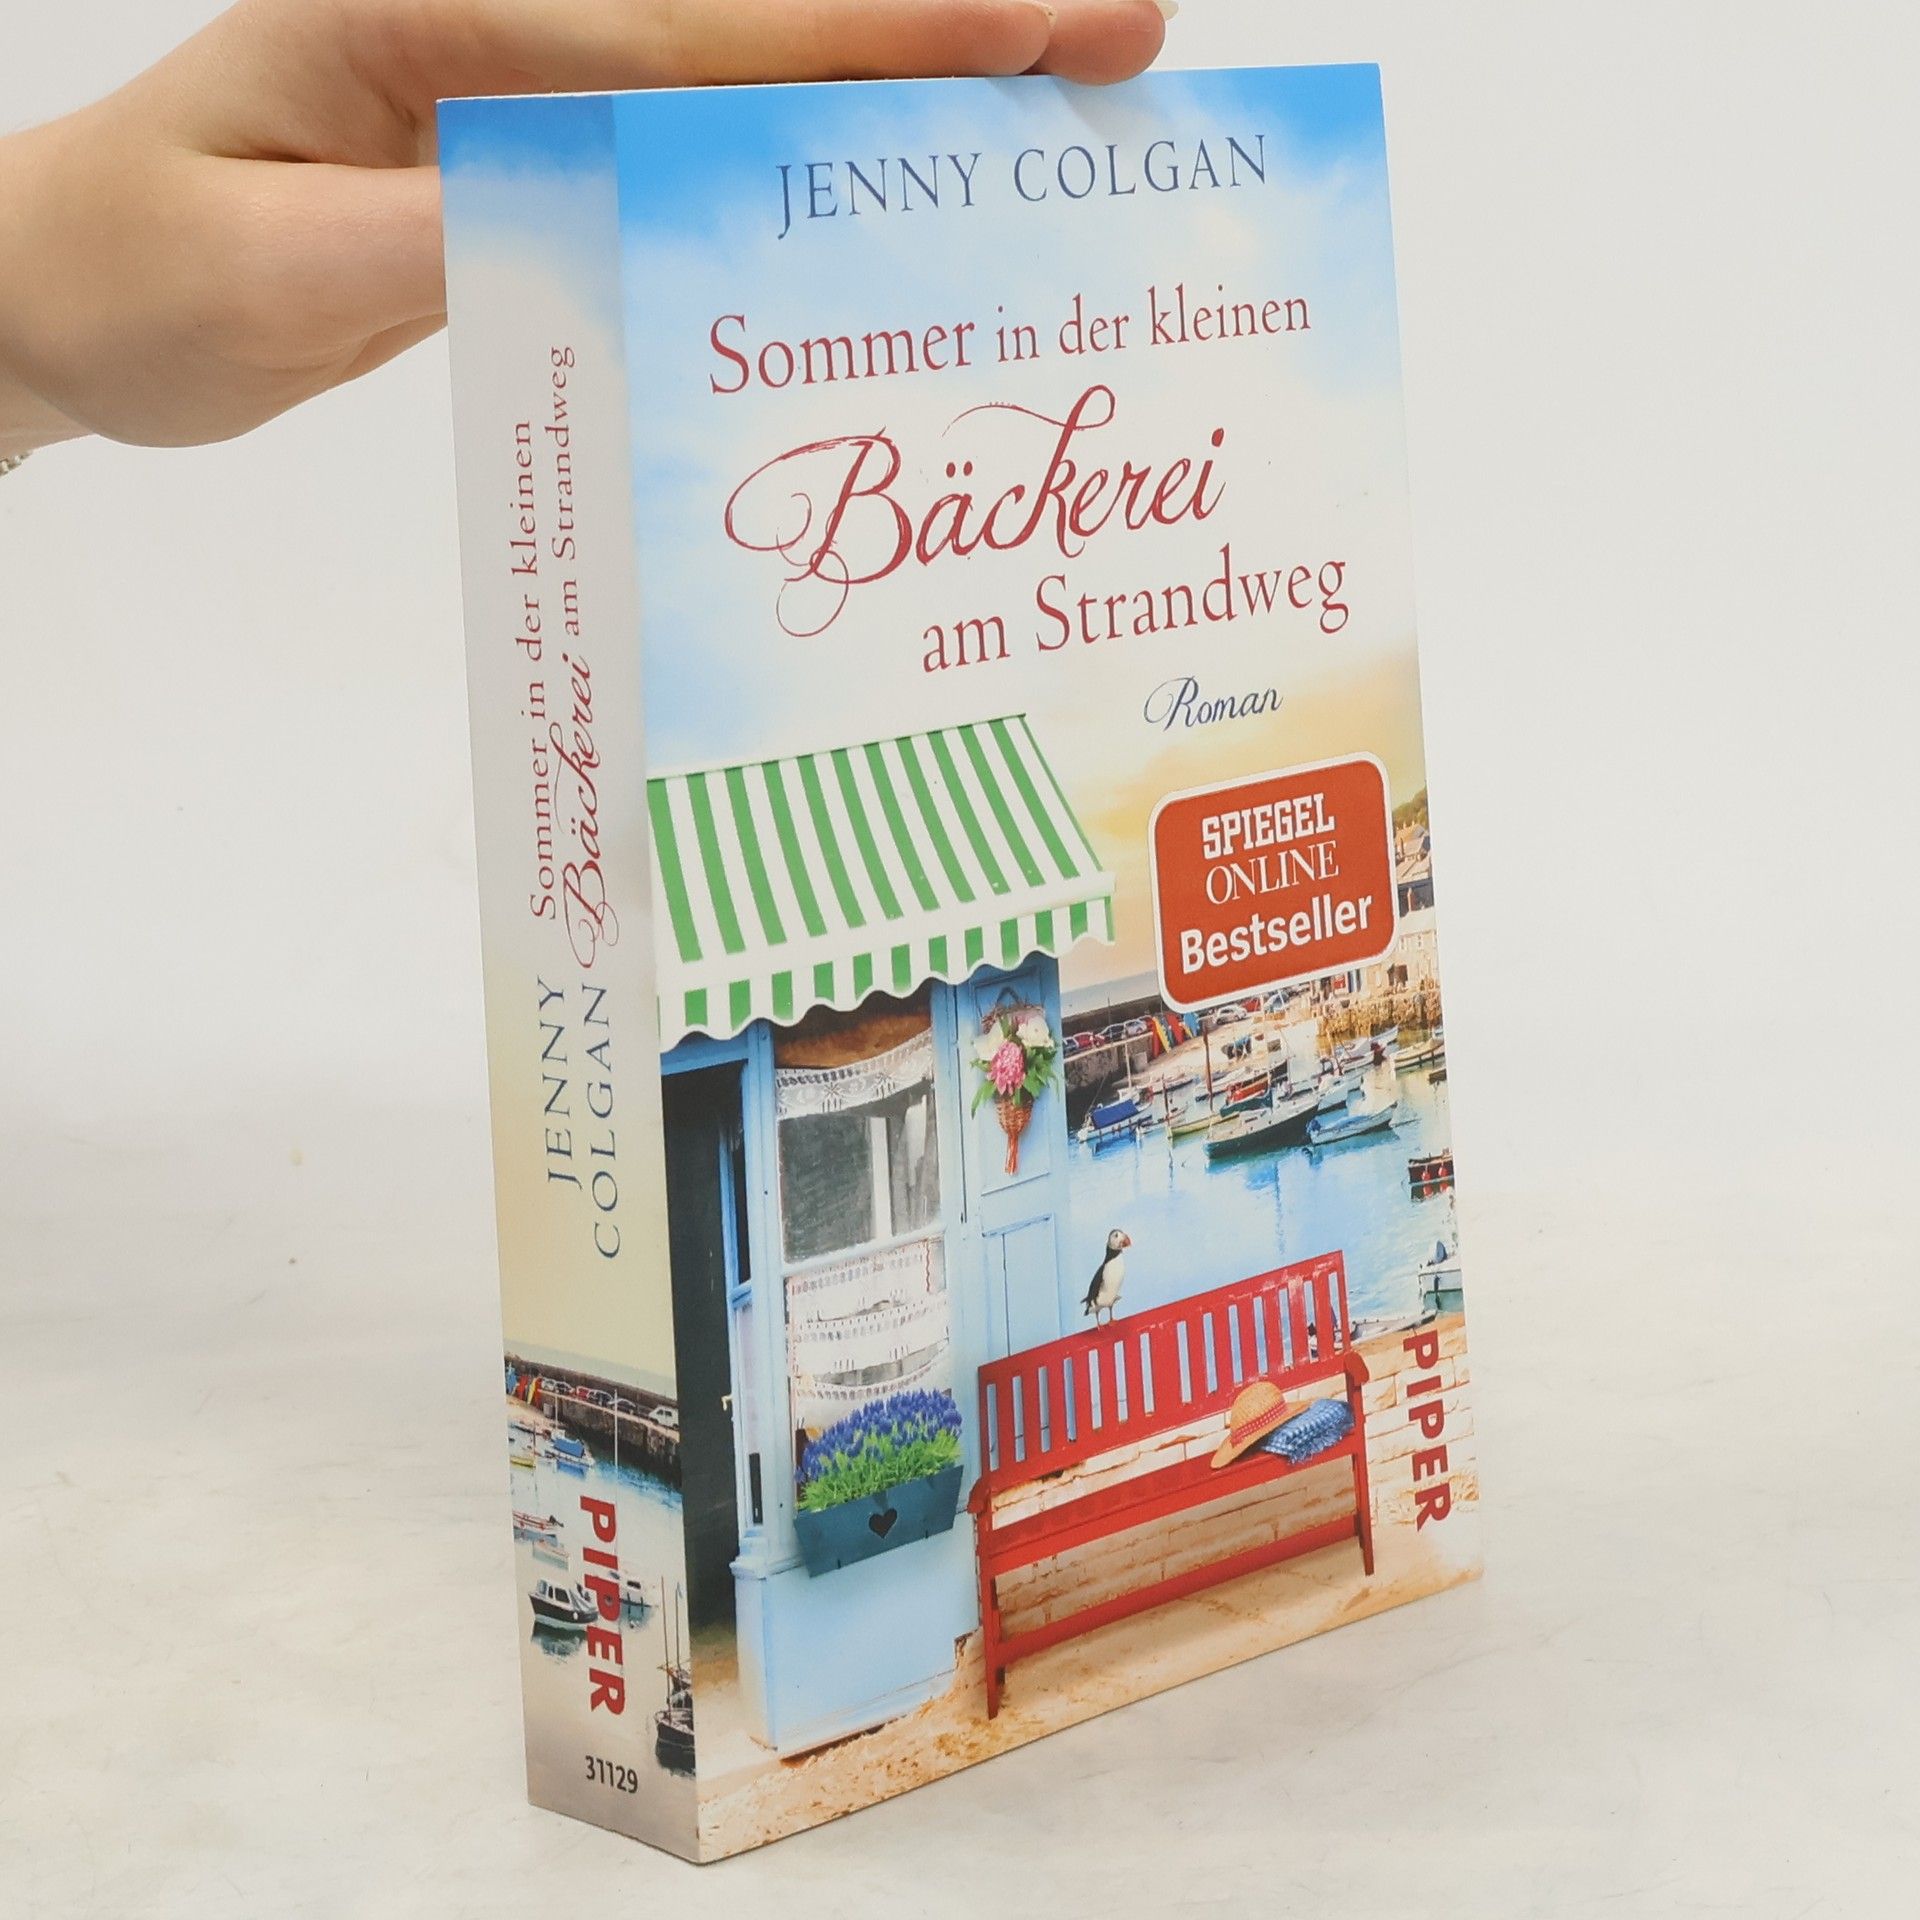 JENNY COLGAN
Sommer in der kleinen
Bäckerei
am Strandweg
Roman
SPIEGEL
ONLINE
Bestseller
PIPER
Sommer in der kleinen
Bäckerei am Strandweg
JENNY
COLGAN
PIPER
31129